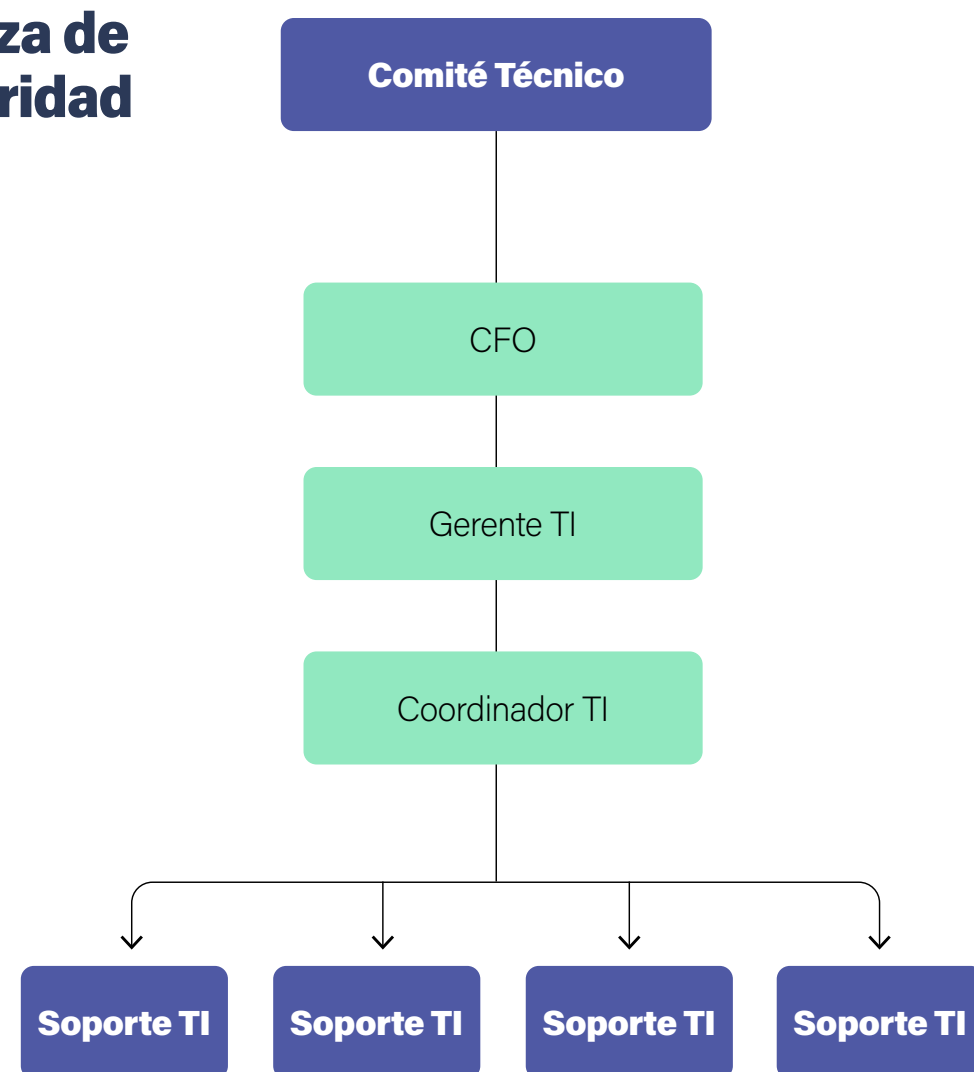 za de
ridad
Comité Técnico
CFO
Gerente TI
Coordinador TI
Soporte TI
Soporte TI
Soporte TI
Soporte TI